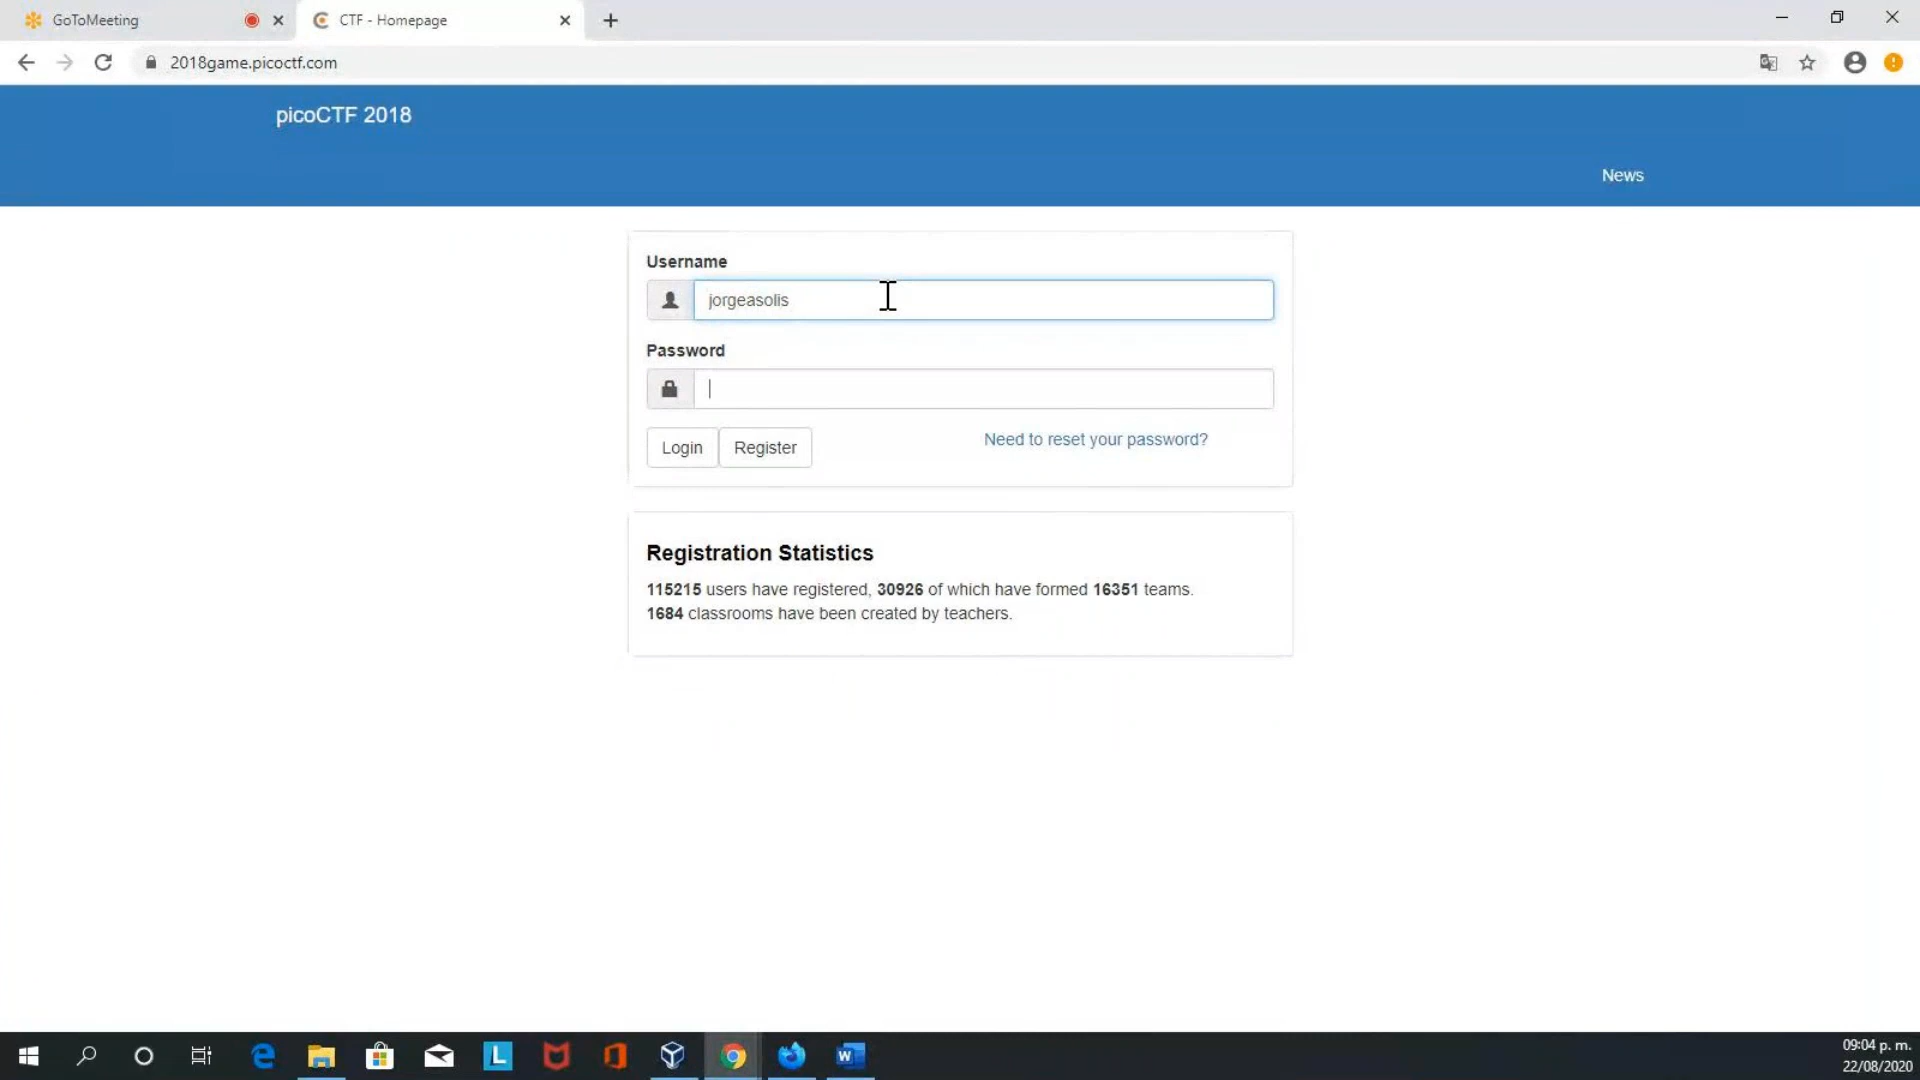 GoToMeeting
CTF - Homepage
2018game.picoctf.com
picoCTF 2018
News
Username
jorgeasolis
Password
Login Register Need to reset your password?
Registration Statistics
115215 users have registered, 30926 of which have formed 16351 teams.
1684 classrooms have been created by teachers.
09:04 p. m.
22/08/2020